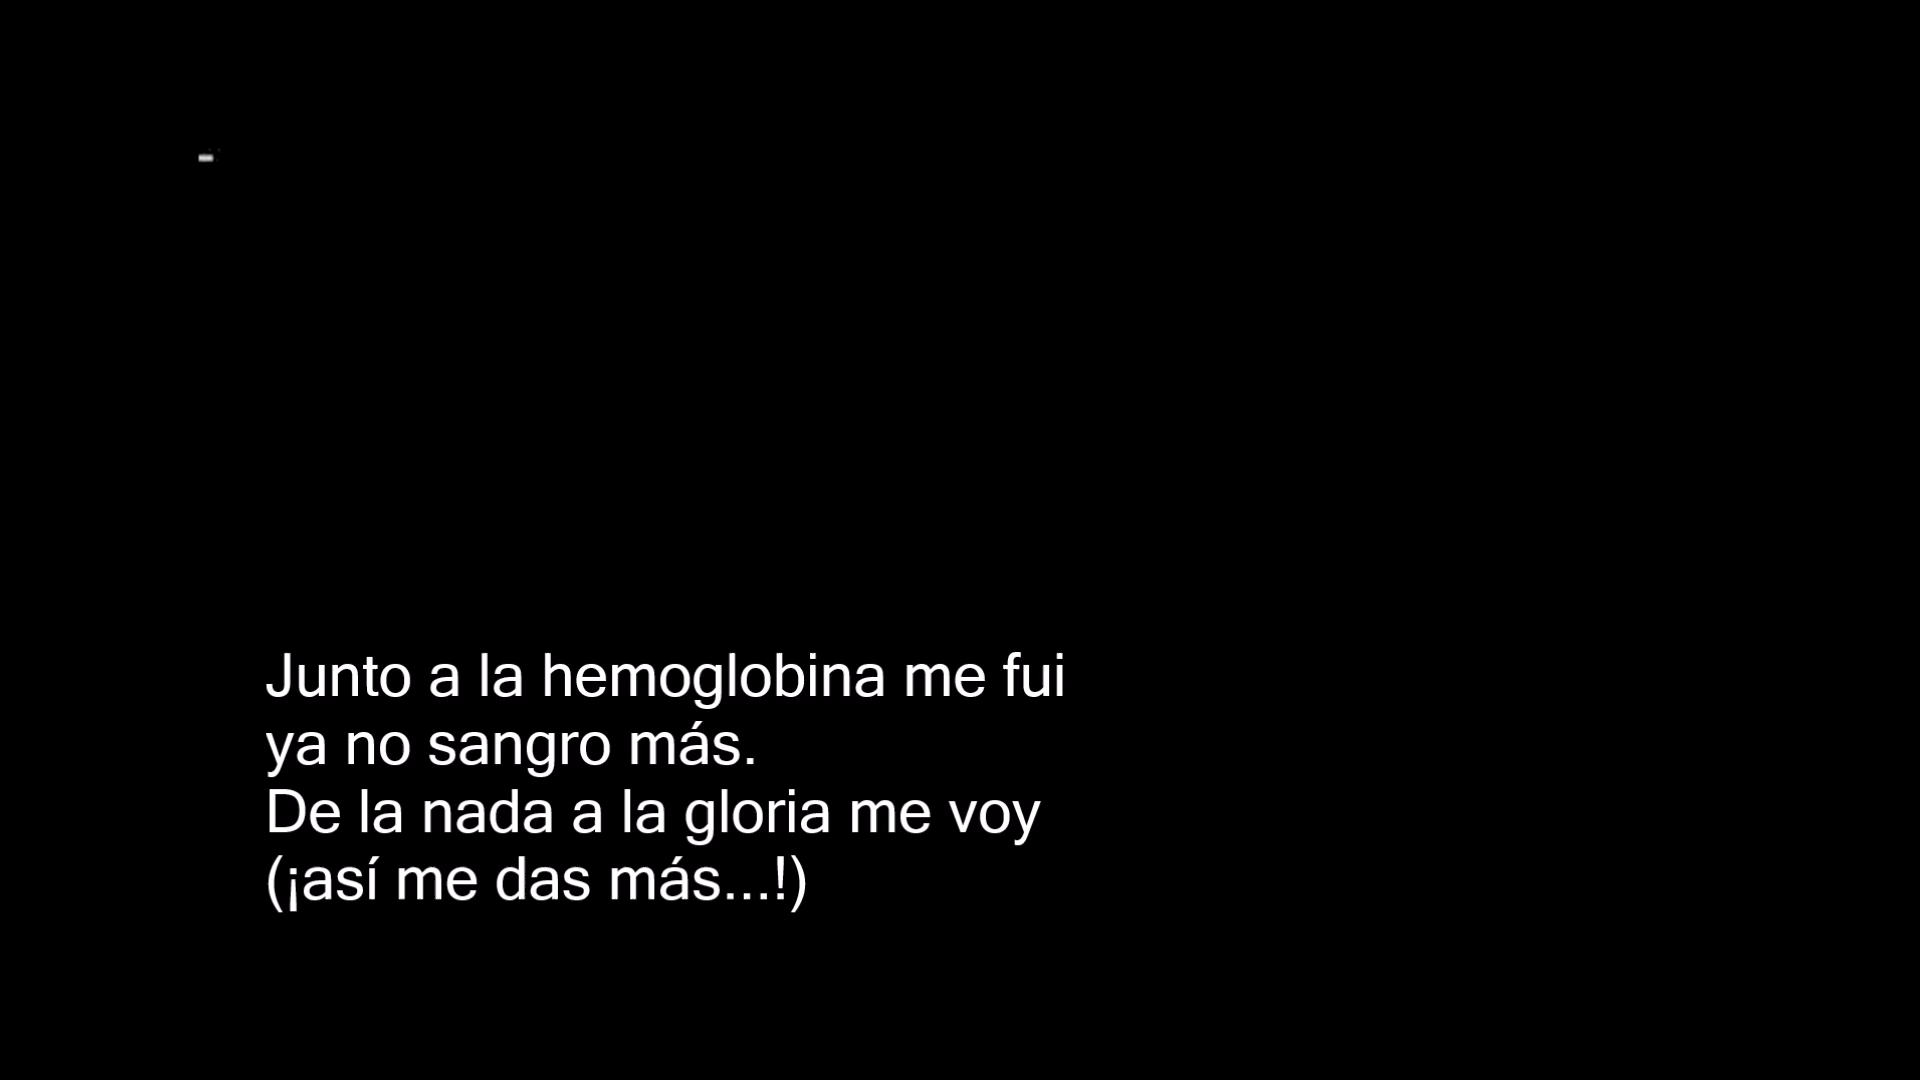 Junto a la hemoglobina me fui
ya no sangro más.
De la nada a la gloria me voy
(¡así me das más...!)